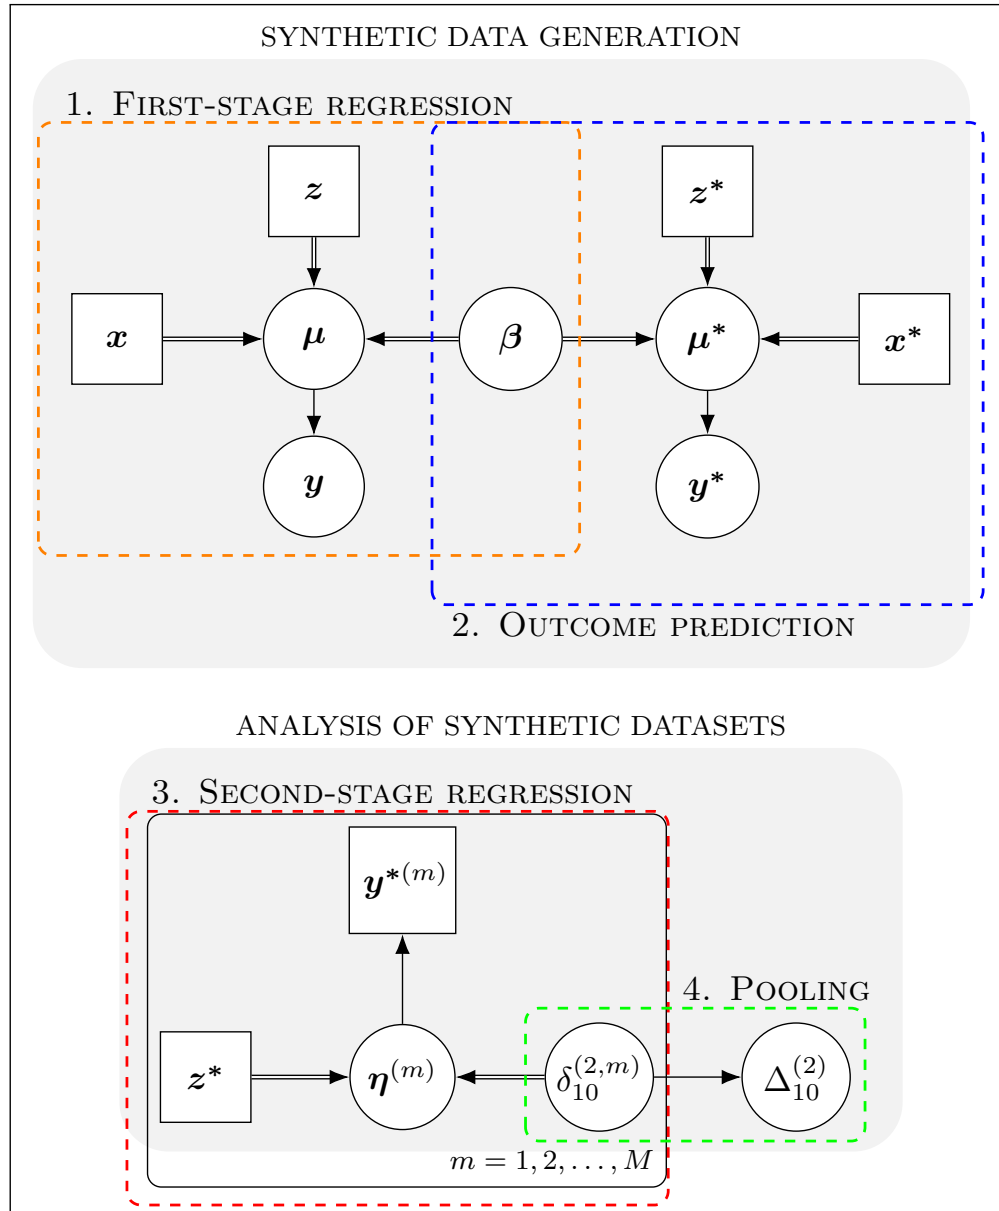 SYNTHETIC DATA GENERATION
1. First-stage regression
z
z*
x
μ
β
μ*
x*
y
y*
2. Outcome prediction
ANALYSIS OF SYNTHETIC DATASETS
3. Second-stage regression
y*(m)
4. Pooling
z*
η(m)
δ10(2,m)
Δ10(2)
m = 1, 2, . . . , M